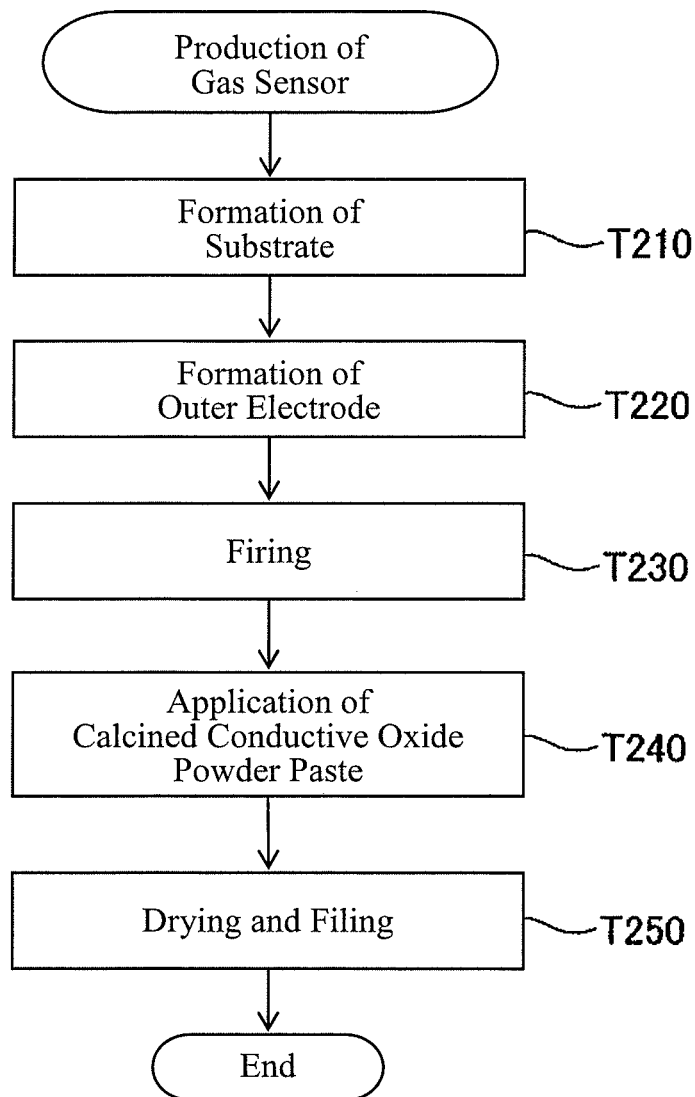 Production of
Gas Sensor
Formation of
Substrate
T210
Formation of
Outer Electrode
T220
Firing
T230
Application of
Calcined Conductive Oxide
Powder Paste
T240
Drying and Filing
T250
End